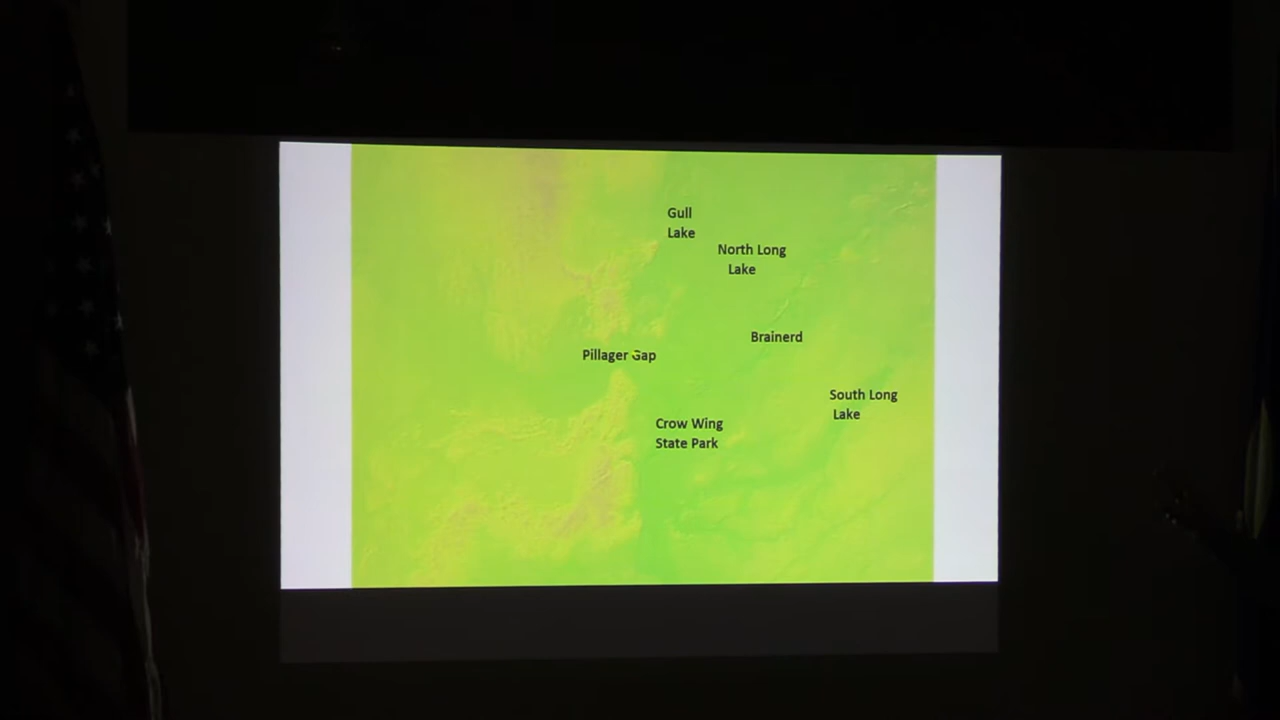 Gull
Lake
North Long
Lake
Brainerd
Pillager Gap
South Long
Lake
Crow Wing
State Park